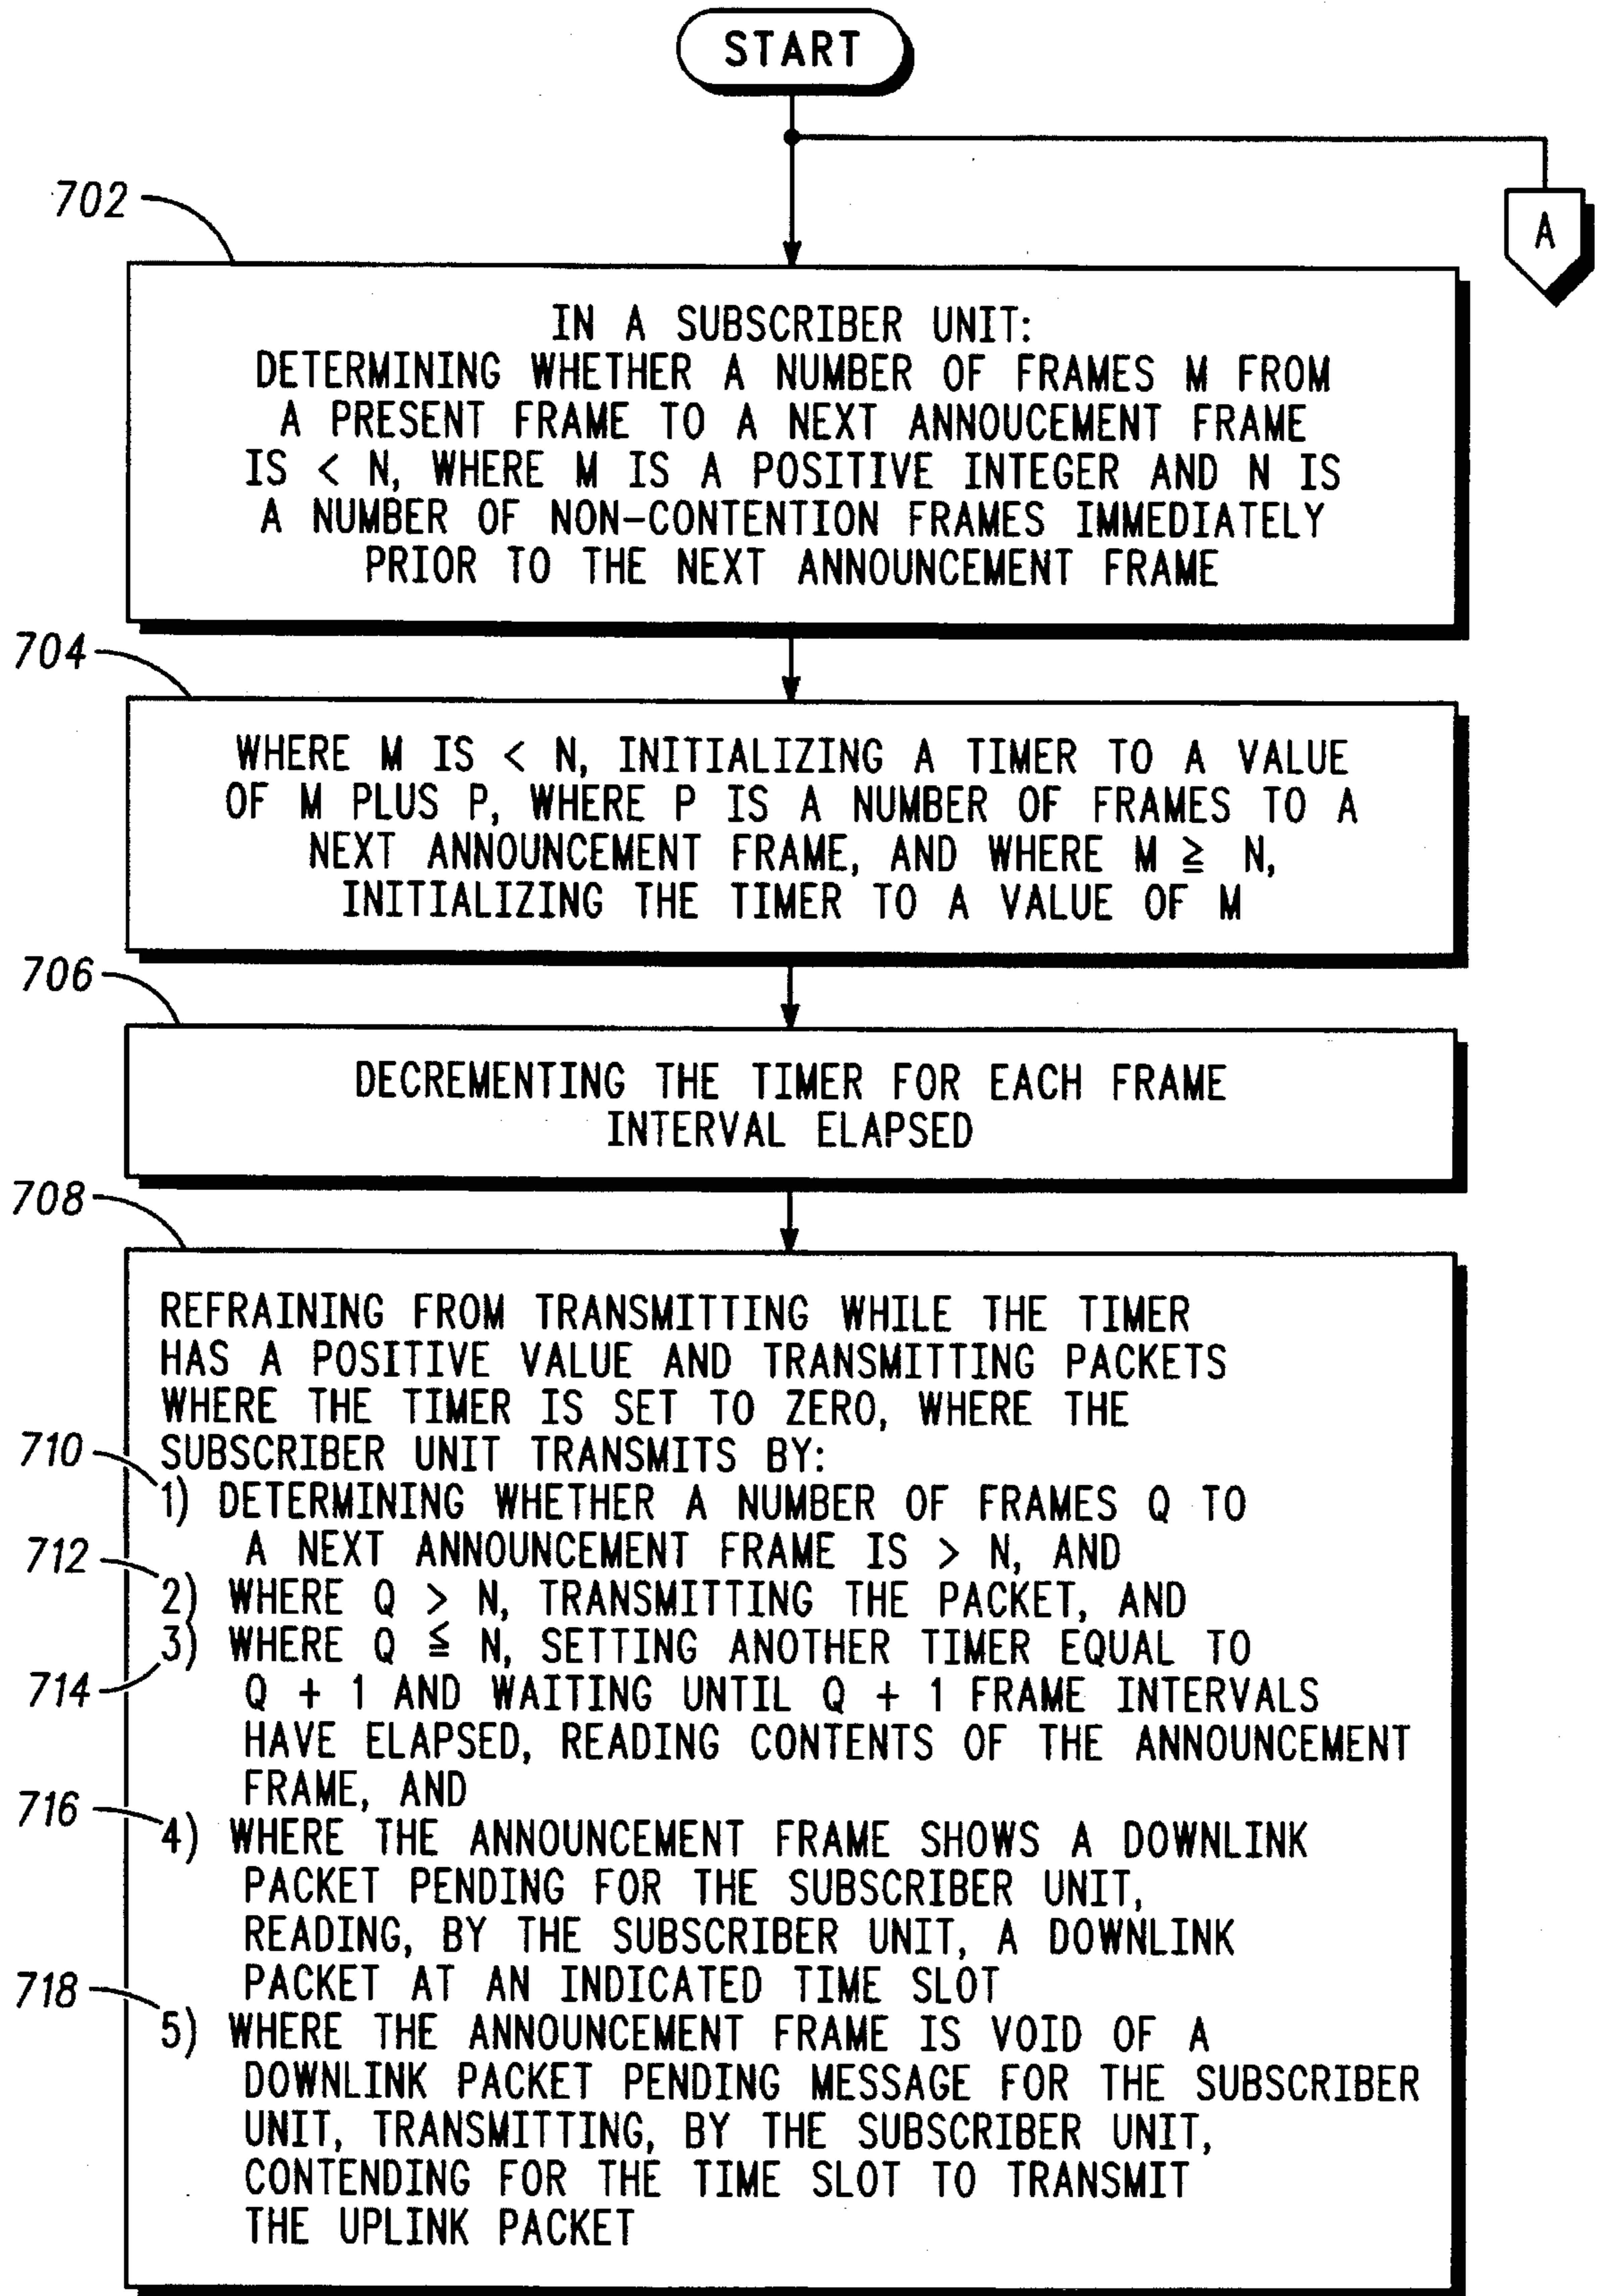 START
A
702
IN A SUBSCRIBER UNIT:
DETERMINING WHETHER A NUMBER OF FRAMES M FROM
A PRESENT FRAME TO A NEXT ANNOUCEMENT FRAME
IS < N, WHERE M IS A POSITIVE INTEGER AND N IS
A NUMBER OF NON-CONTENTION FRAMES IMMEDIATELY
PRIOR TO THE NEXT ANNOUNCEMENT FRAME
704
WHERE M IS < N, INITIALIZING A TIMER TO A VALUE
OF M PLUS P, WHERE P IS A NUMBER OF FRAMES TO A
NEXT ANNOUNCEMENT FRAME, AND WHERE M ≧ N,
INITIALIZING THE TIMER TO A VALUE OF M
706
DECREMENTING THE TIMER FOR EACH FRAME
INTERVAL ELAPSED
708
REFRAINING FROM TRANSMITTING WHILE THE TIMER
HAS A POSITIVE VALUE AND TRANSMITTING PACKETS
WHERE THE TIMER IS SET TO ZERO, WHERE THE
SUBSCRIBER UNIT TRANSMITS BY:
710
1) DETERMINING WHETHER A NUMBER OF FRAMES Q TO
A NEXT ANNOUNCEMENT FRAME IS > N, AND
712
2) WHERE Q > N, TRANSMITTING THE PACKET, AND
714
3) WHERE Q ≦ N, SETTING ANOTHER TIMER EQUAL TO
Q + 1 AND WAITING UNTIL Q + 1 FRAME INTERVALS
HAVE ELAPSED, READING CONTENTS OF THE ANNOUNCEMENT
FRAME, AND
716
4) WHERE THE ANNOUNCEMENT FRAME SHOWS A DOWNLINK
PACKET PENDING FOR THE SUBSCRIBER UNIT,
READING, BY THE SUBSCRIBER UNIT, A DOWNLINK
PACKET AT AN INDICATED TIME SLOT
718
5) WHERE THE ANNOUNCEMENT FRAME IS VOID OF A
DOWNLINK PACKET PENDING MESSAGE FOR THE SUBSCRIBER
UNIT, TRANSMITTING, BY THE SUBSCRIBER UNIT,
CONTENDING FOR THE TIME SLOT TO TRANSMIT
THE UPLINK PACKET